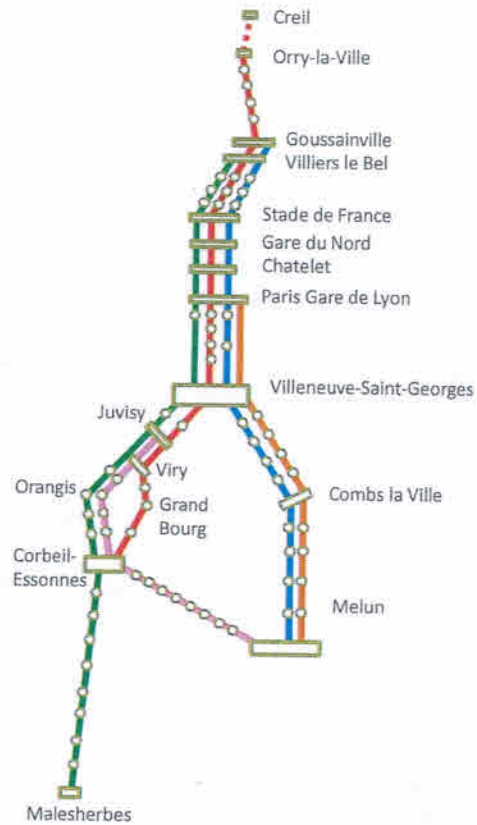 Creil
Orry-la-Ville
Goussainville
Villiers le Bel
Stade de France
Gare du Nord
Chatelet
Paris Gare de Lyon
Villeneuve-Saint-Georges
Juvisy
Viry
Orangis
Grand
Bourg
Combs la Ville
Corbeil-
Essonnes
Melun
Malesherbes